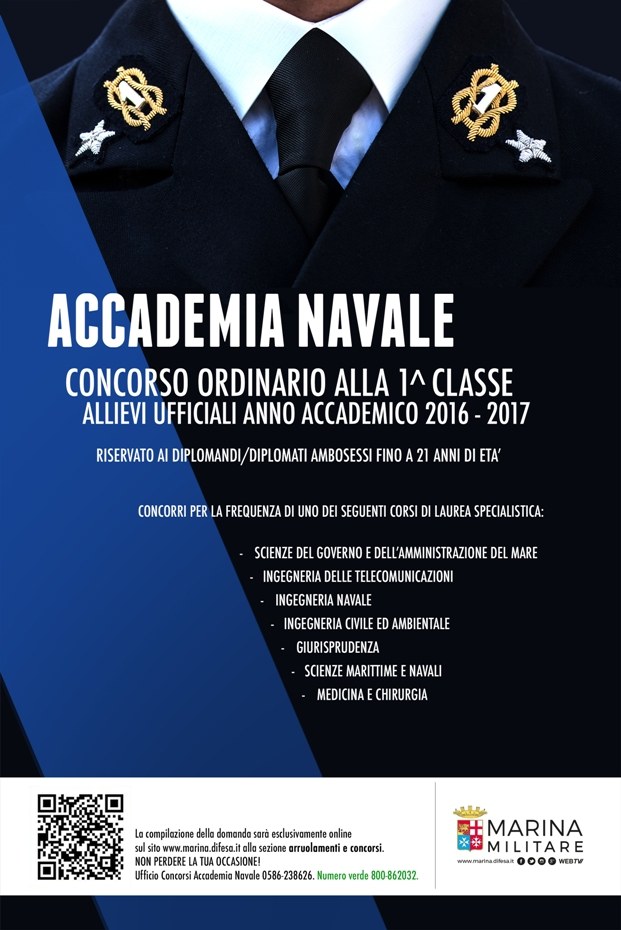 1
1
ACCADEMIA NAVALE
CONCORSO ORDINARIO ALLA 1^ CLASSE
ALLIEVI UFFICIALI ANNO ACCADEMICO 2016 - 2017
RISERVATO AI DIPLOMANDI/DIPLOMATI AMBOSESSI FINO A 21 ANNI DI ETA'
CONCORRI PER LA FREQUENZA DI UNO DEI SEGUENTI CORSI DI LAUREA SPECIALISTICA:
- SCIENZE DEL GOVERNO E DELL'AMMINISTRAZIONE DEL MARE
- INGEGNERIA DELLE TELECOMUNICAZIONI
- INGEGNERIA NAVALE
- INGEGNERIA CIVILE ED AMBIENTALE
- GIURISPRUDENZA
- SCIENZE MARITTIME E NAVALI
- MEDICINA E CHIRURGIA
La compilazione della domanda sarà esclusivamente online
sul sito www.marina.difesa.it alla sezione arruolamenti e concorsi.
NON PERDERE LA TUA OCCASIONE!
Ufficio Concorsi Accademia Navale 0586-238626. Numero verde 800-862032.
MARINA
MILITARE
www.marina.difesa.it WEBTV